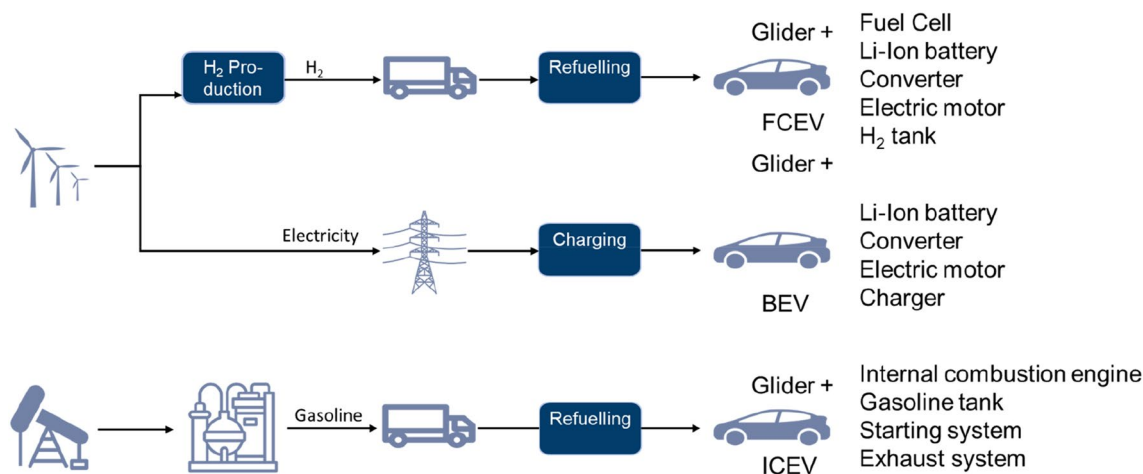 H₂ Pro-
duction
H₂
Refuelling
Glider +
FCEV
Fuel Cell
Li-Ion battery
Converter
Electric motor
H₂ tank
Electricity
Charging
Glider +
BEV
Li-Ion battery
Converter
Electric motor
Charger
Gasoline
Refuelling
Glider +
ICEV
Internal combustion engine
Gasoline tank
Starting system
Exhaust system